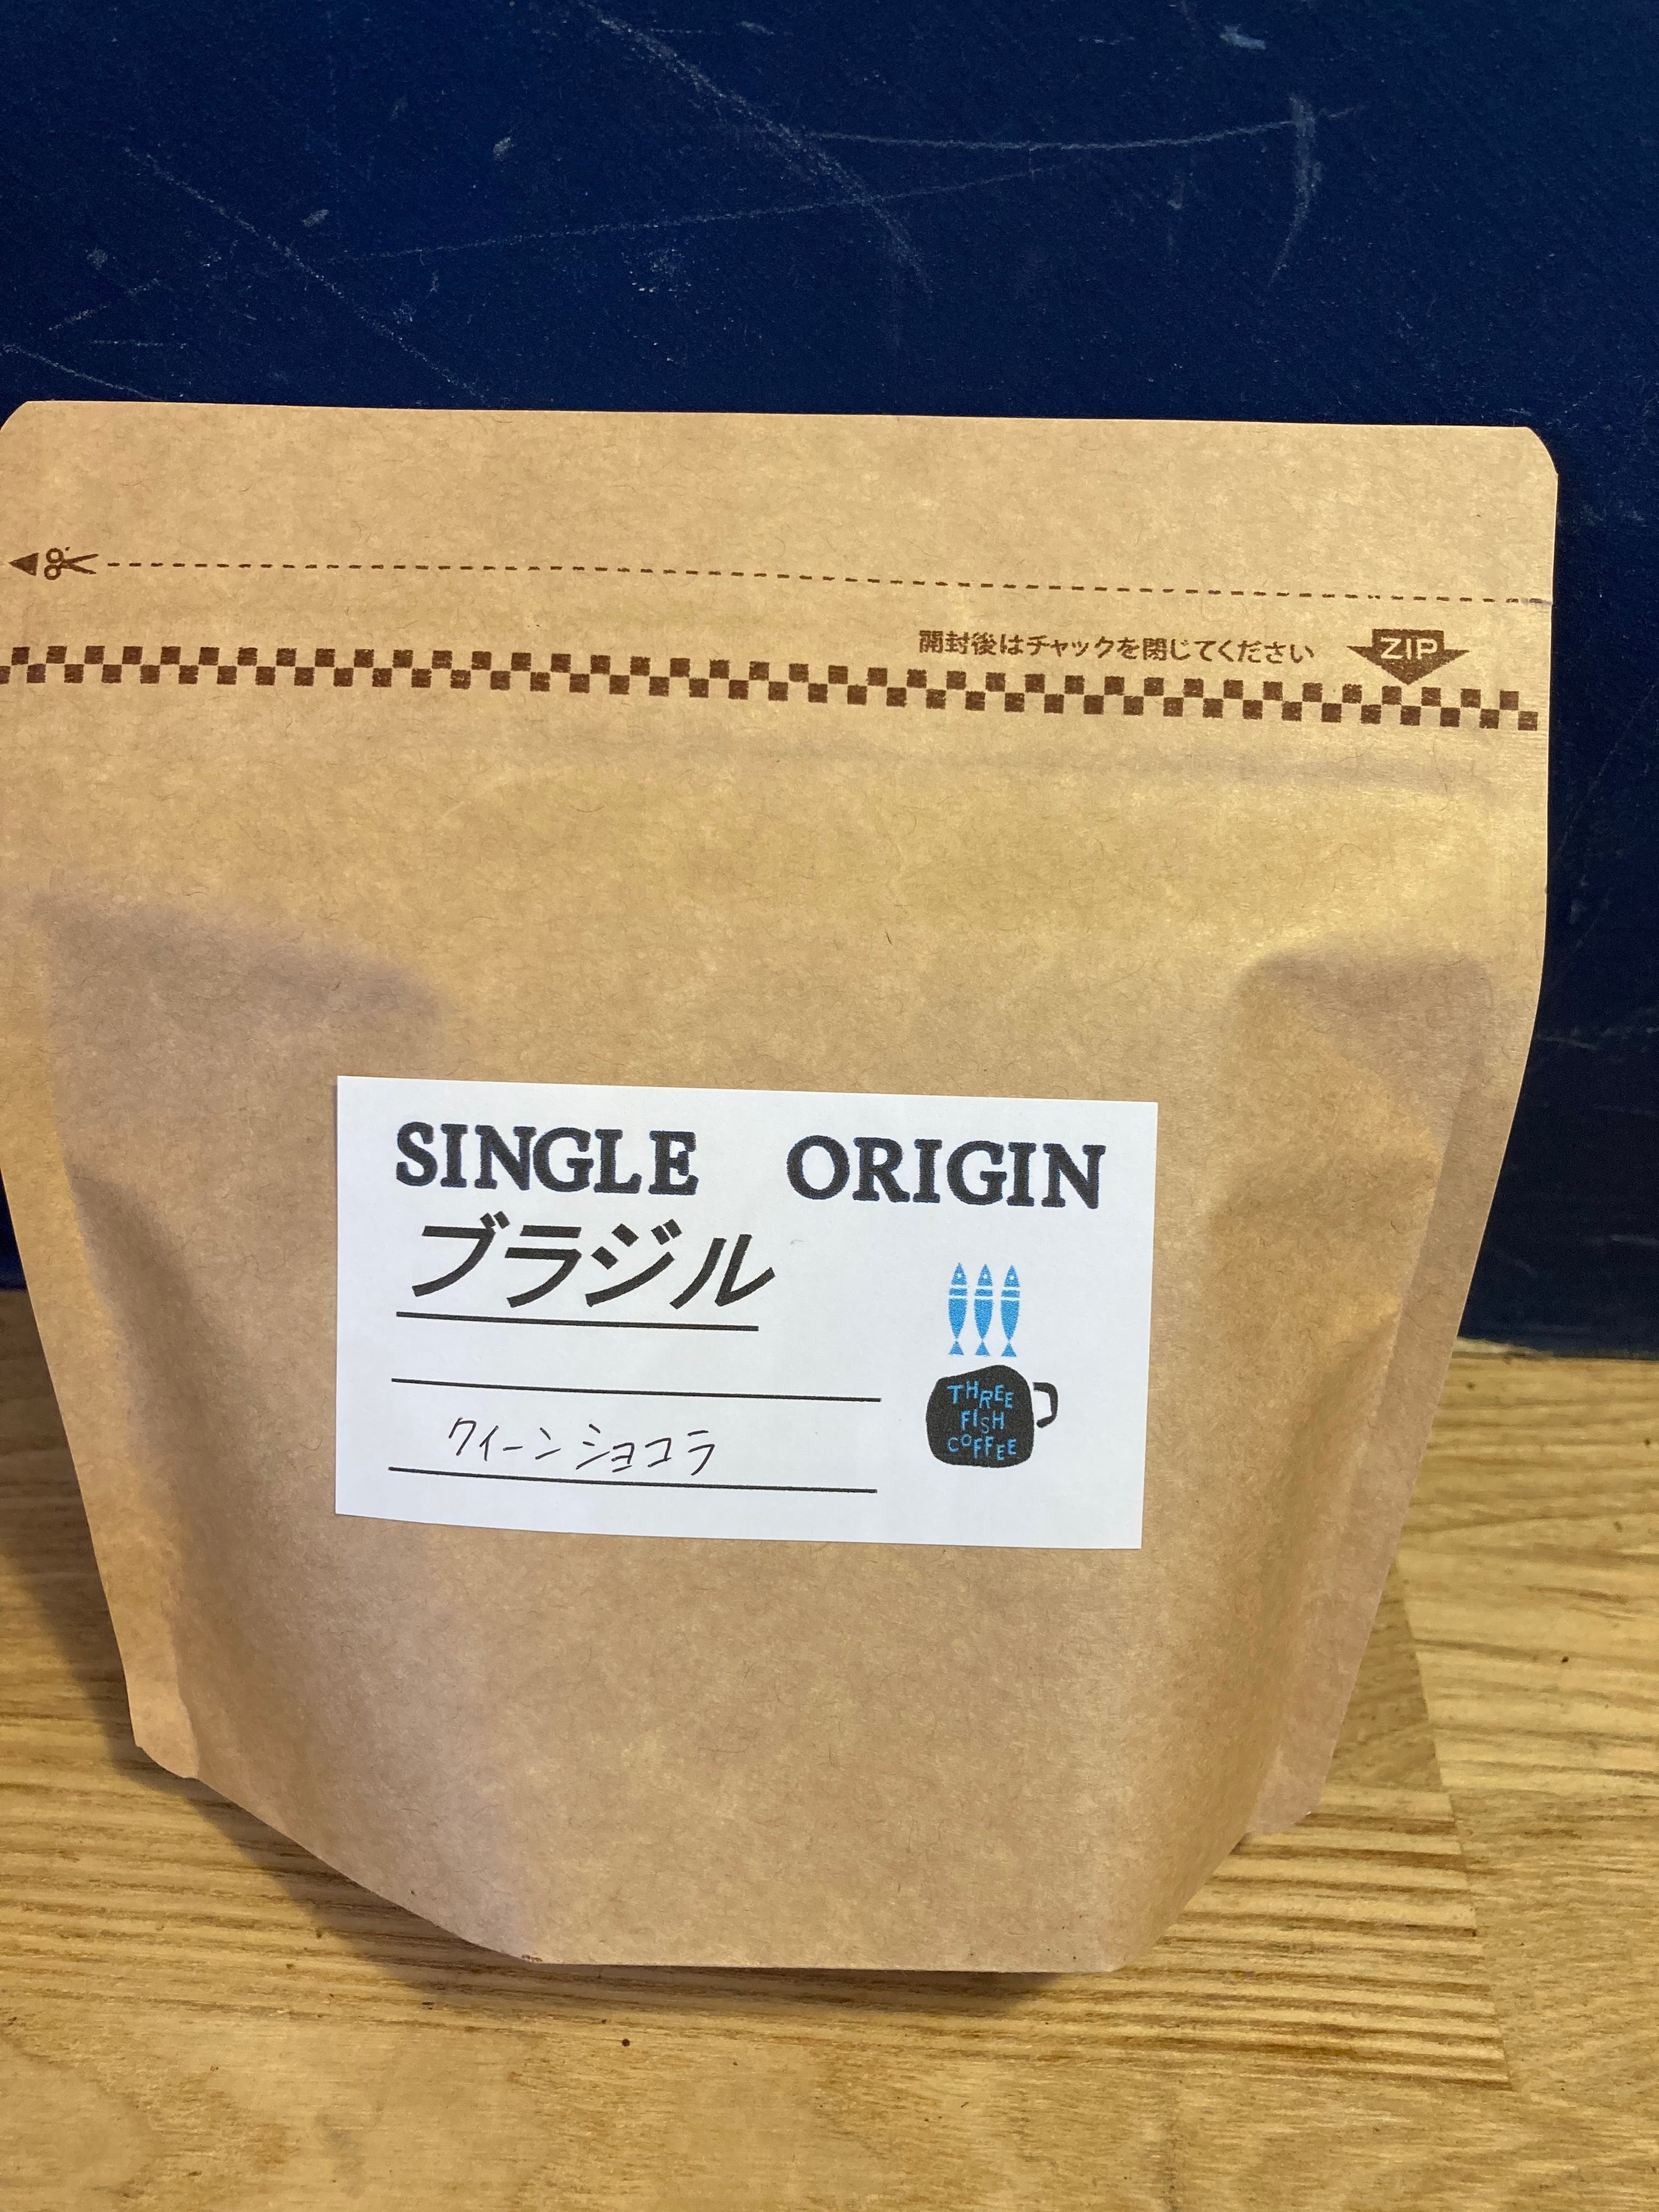 開封後はチャックを閉じてください
ZIP
SINGLE ORIGIN
ブラジル
クイーンショコラ
THREE
FISH
COFFEE